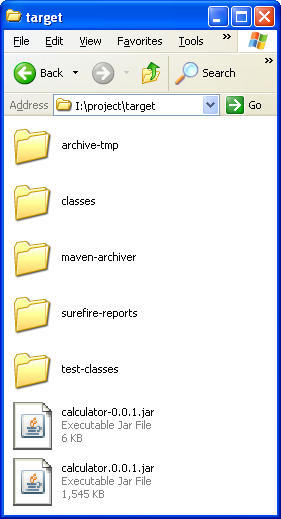 target
File Edit View Favorites Tools »
Back Search »
Address I:\project\target Go
archive-tmp
classes
maven-archiver
surefire-reports
test-classes
calculator-0.0.1.jar
Executable Jar File
6 KB
calculator.0.0.1.jar
Executable Jar File
1,545 KB